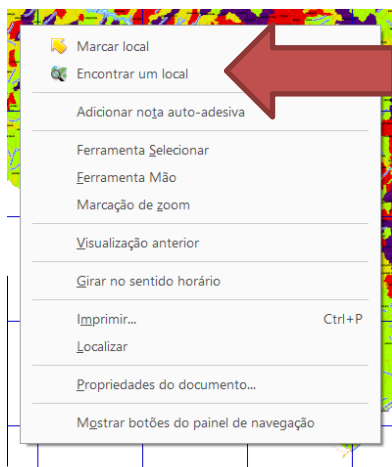 Marcar local
Encontrar um local
Adicionar nota auto-adesiva
Ferramenta Selecionar
Ferramenta Mão
Marcação de zoom
Visualização anterior
Girar no sentido horário
Imprimir... Ctrl+P
Localizar
Propriedades do documento...
Mostrar botões do painel de navegação